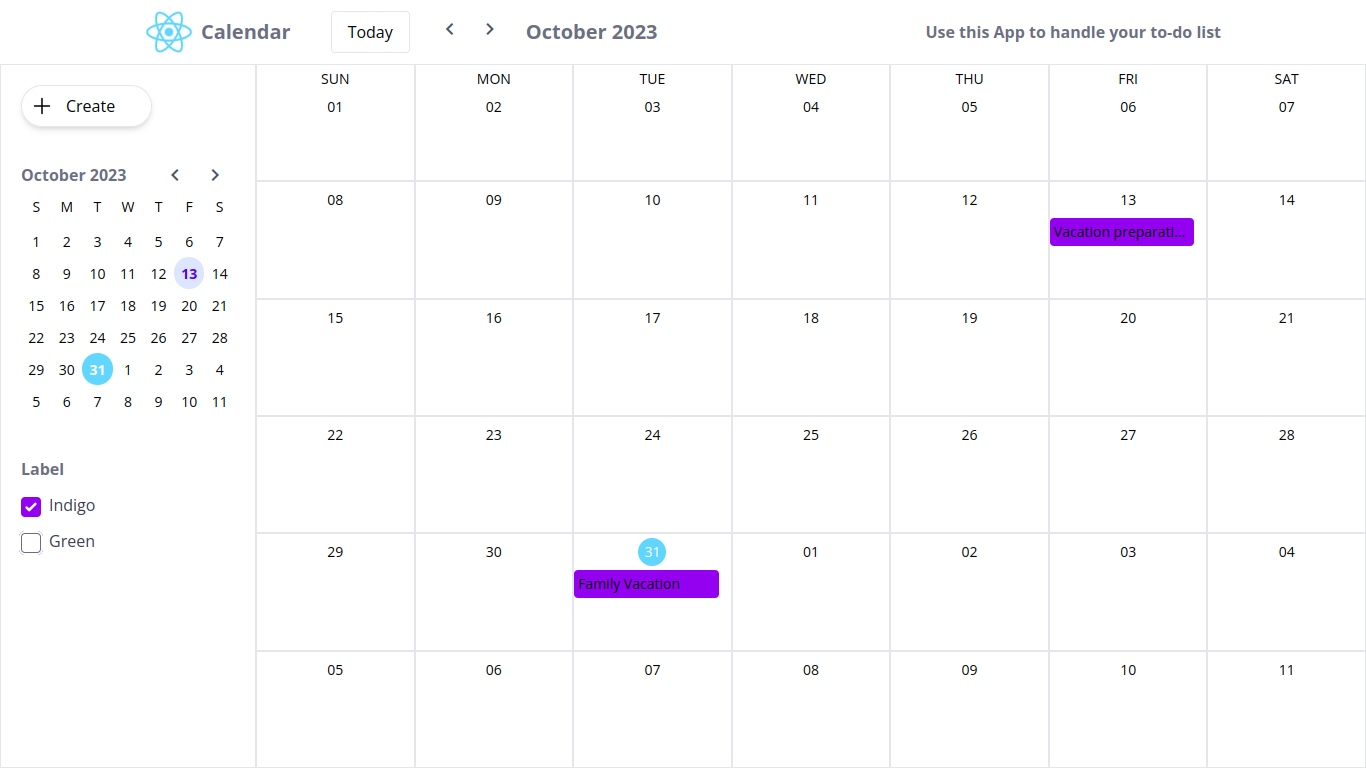 Calendar
Today
October 2023
Use this App to handle your to-do list
Create
October 2023
S M T W T F S
1 2 3 4 5 6 7
8 9 10 11 12 13 14
15 16 17 18 19 20 21
22 23 24 25 26 27 28
29 30 31 1 2 3 4
5 6 7 8 9 10 11
Label
Indigo
Green
SUN MON TUE WED THU FRI SAT
01 02 03 04 05 06 07
08 09 10 11 12 13 14
Vacation preparati...
15 16 17 18 19 20 21
22 23 24 25 26 27 28
29 30 31 01 02 03 04
Family Vacation
05 06 07 08 09 10 11